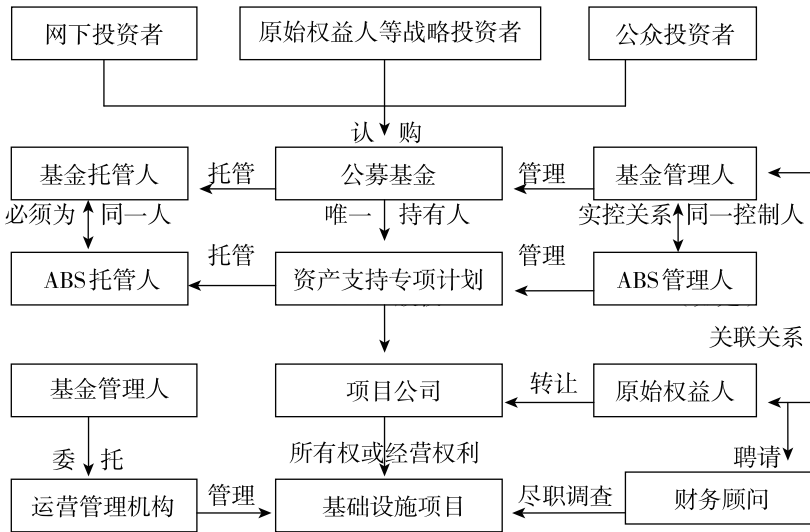 网下投资者
原始权益人等战略投资者
公众投资者
认 购
基金托管人
托管
公募基金
管理
基金管理人
必须为 同一人
唯一 持有人
实控关系 同一控制人
ABS托管人
托管
资产支持专项计划
管理
ABS管理人
关联关系
基金管理人
项目公司
转让
原始权益人
委 托
所有权或经营权利
聘请
运营管理机构
管理
基础设施项目
尽职调查
财务顾问